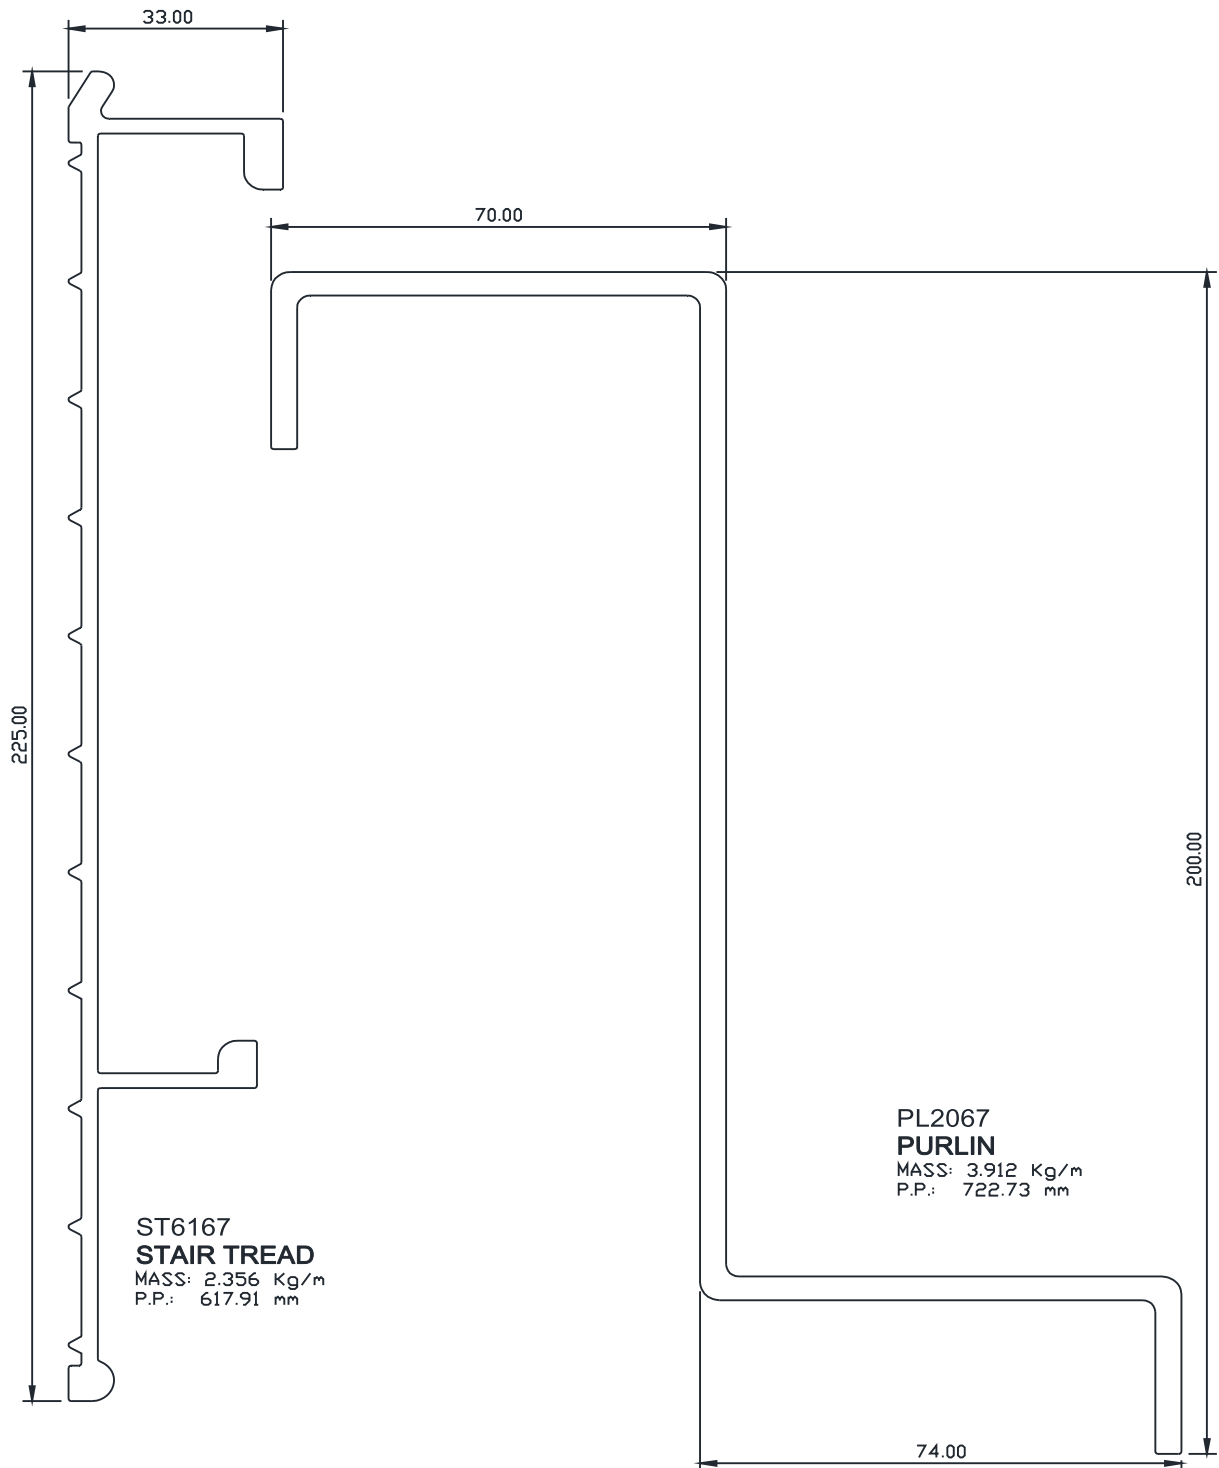 33.00
70.00
225.00
200.00
PL2067
PURLIN
MASS: 3.912 Kg/m
P.P.: 722.73 mm
ST6167
STAIR TREAD
MASS: 2.356 Kg/m
P.P.: 617.91 mm
74.00